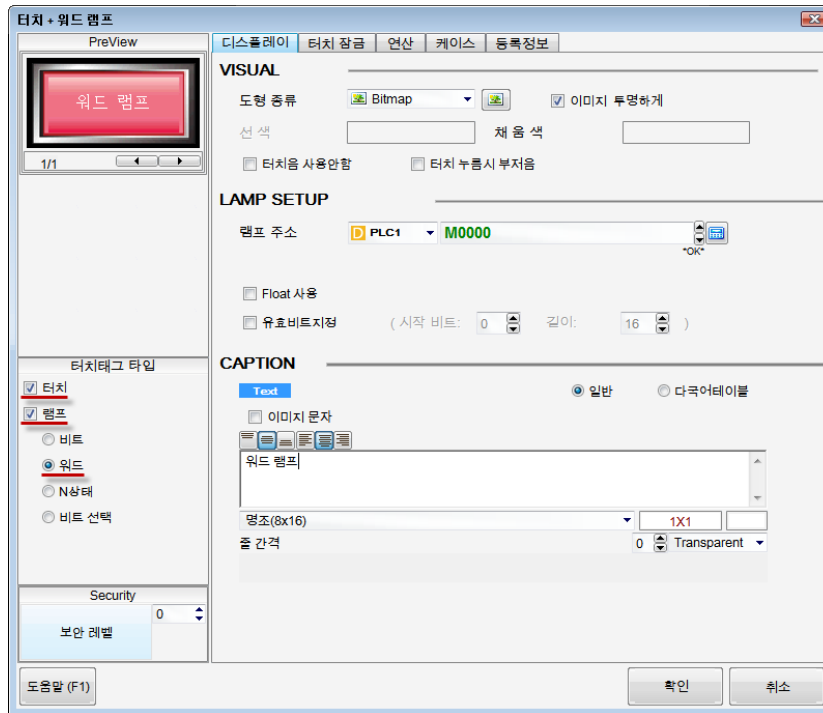 터치 + 워드 램프
PreView
워드 램프
1/1
터치태그 타입
터치
램프
비트
워드
N상태
비트 선택
Security
보안 레벨
0
디스플레이 터치 잠금 연산 케이스 등록정보
VISUAL
도형 종류 Bitmap 이미지 투명하게
선 색 채 움 색
터치음 사용안함 터치 누름시 부저음
LAMP SETUP
램프 주소 D PLC1 M0000
*OK*
Float 사용
유효비트지정 ( 시작 비트: 0 길이: 16 )
CAPTION
Text 일반 다국어테이블
이미지 문자
워드 램프
명조(8x16) 1X1
줄 간격 0 Transparent
도움말 (F1) 확인 취소